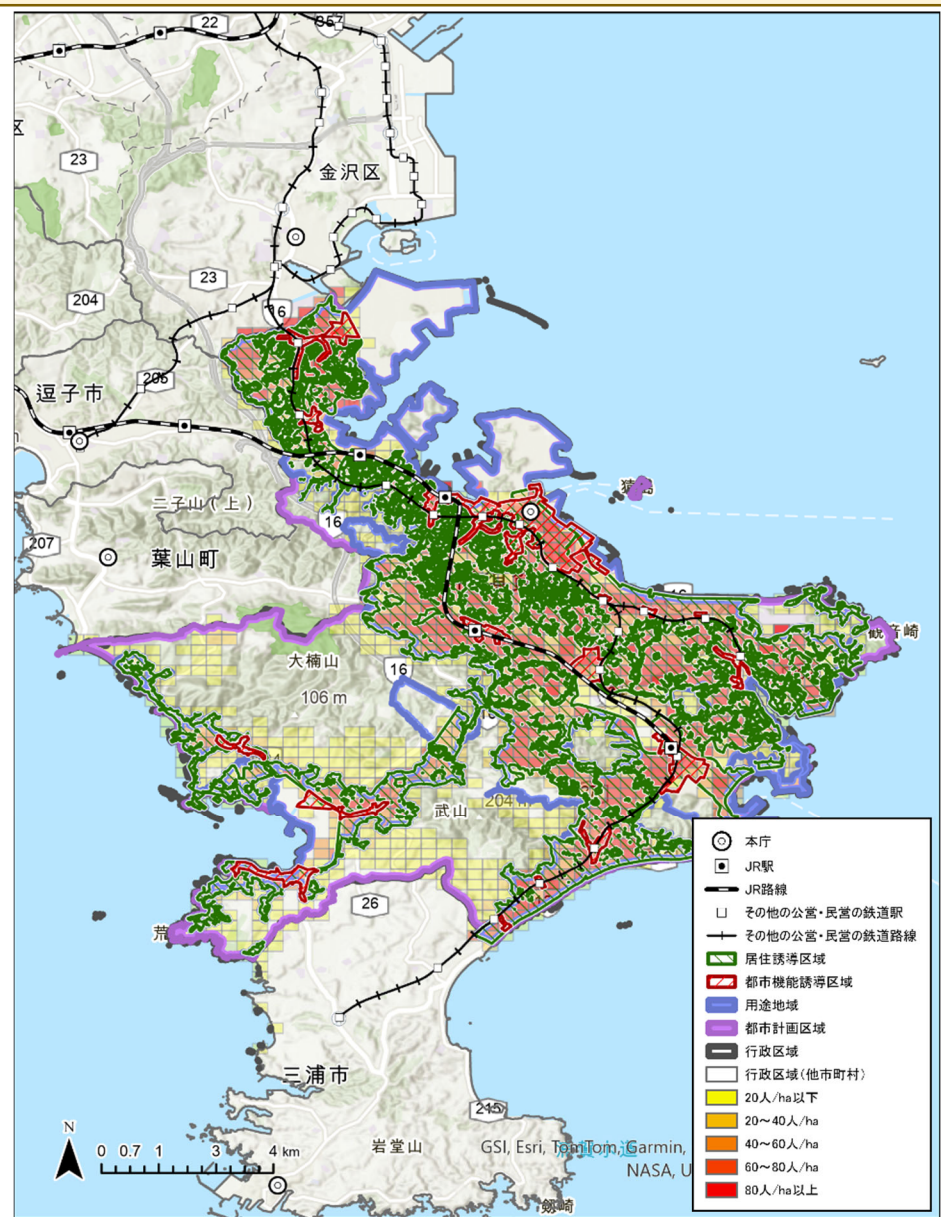 22
357
区
23
金沢区
23
204
16
205
逗子市
二子山(上)
16
207
葉山町
猿島
16
観音崎
大楠山
16
106 m
武山
204 m
26
荒
三浦市
215
岩堂山
GSI, Esri, TomTom, Garmin,
NASA, U
剱崎
N
0 0.7 1 3 4 km
本庁
JR駅
JR路線
その他の公営・民営の鉄道駅
その他の公営・民営の鉄道路線
居住誘導区域
都市機能誘導区域
用途地域
都市計画区域
行政区域
行政区域(他市町村)
20人/ha以下
20～40人/ha
40～60人/ha
60～80人/ha
80人/ha以上